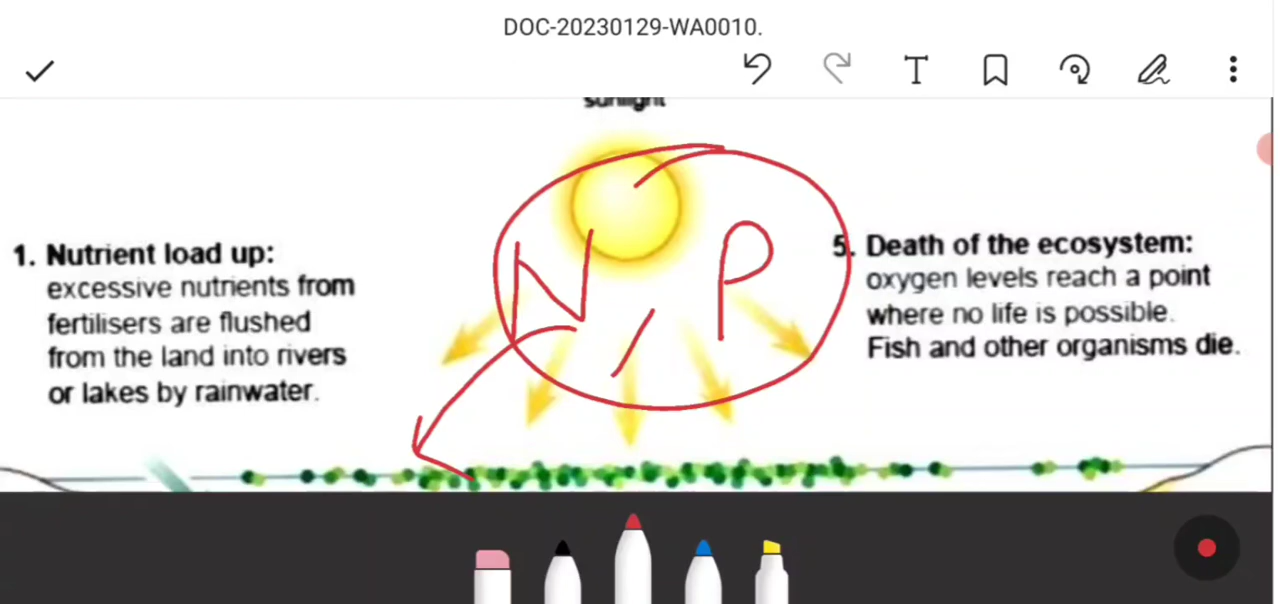 DOC-20230129-WA0010.
T
sunlight
N, P
1. Nutrient load up:
excessive nutrients from
fertilisers are flushed
from the land into rivers
or lakes by rainwater.
5. Death of the ecosystem:
oxygen levels reach a point
where no life is possible.
Fish and other organisms die.